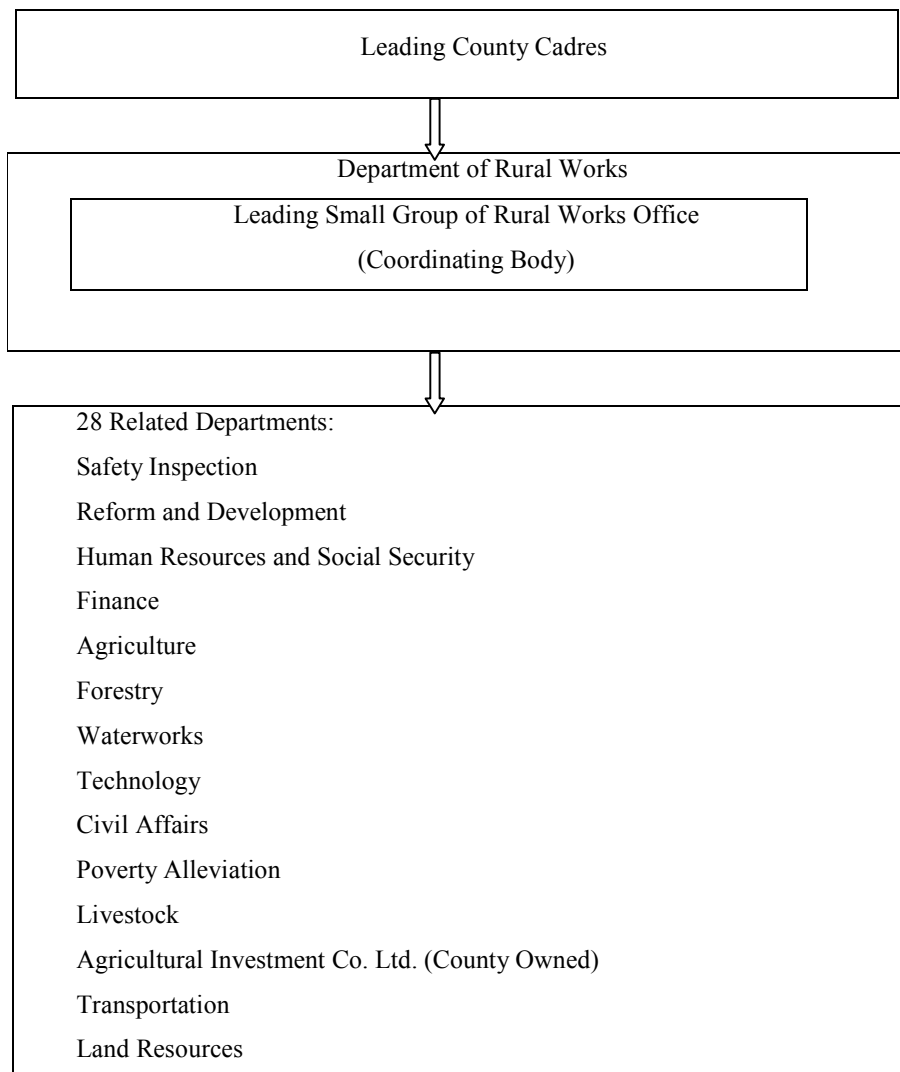 Leading County Cadres
Department of Rural Works
Leading Small Group of Rural Works Office
(Coordinating Body)
28 Related Departments:
Safety Inspection
Reform and Development
Human Resources and Social Security
Finance
Agriculture
Forestry
Waterworks
Technology
Civil Affairs
Poverty Alleviation
Livestock
Agricultural Investment Co. Ltd. (County Owned)
Transportation
Land Resources